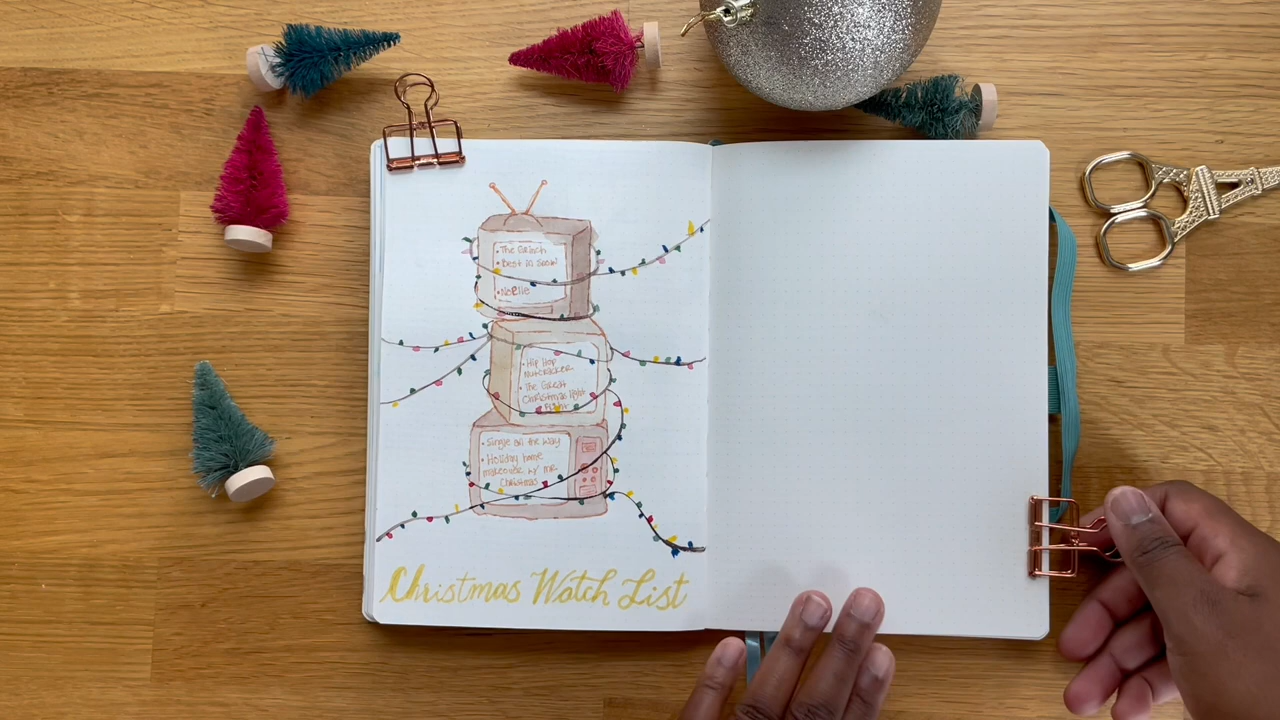 • The Grinch
• Best in Snow
• Noelle
• Hip Hop
Nutcracker
• The Great
Christmas light
Fight
• Single all the way
• Holiday home
makeover w/ mr.
Christmas
Christmas Watch List